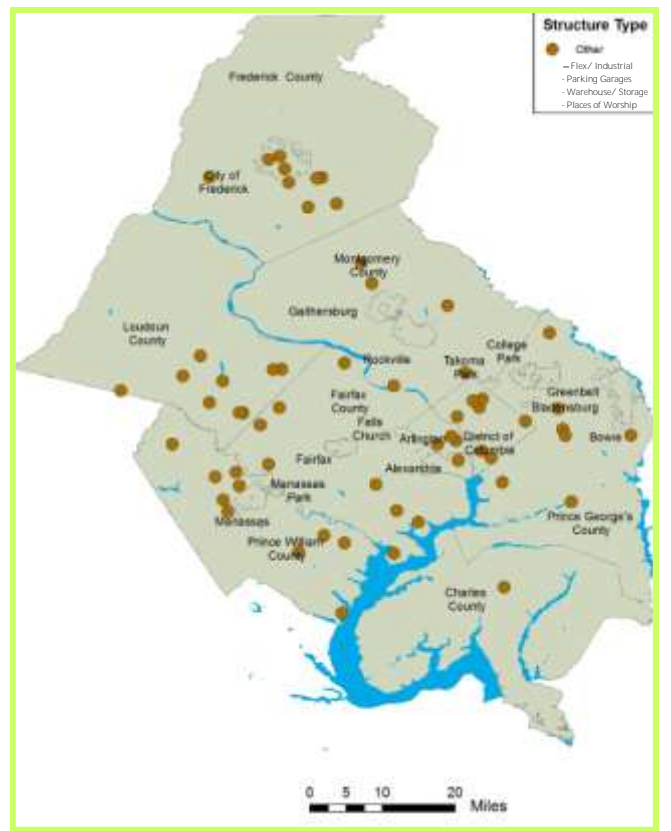 Structure Type
Other
– Flex/ Industrial
- Parking Garages
- Warehouse/ Storage
- Places of Worship
Frederick County
City of
Frederick
Montgomery
County
Gaithersburg
Loudoun
County
Rockville
Takoma
Park
College
Park
Greenbelt
Bladensburg
Bowie
Fairfax
County
Falls
Church
Arlington
District of
Columbia
Fairfax
Alexandria
Manassas
Park
Manassas
Prince George's
County
Prince William
County
Charles
County
0 5 10 20
Miles